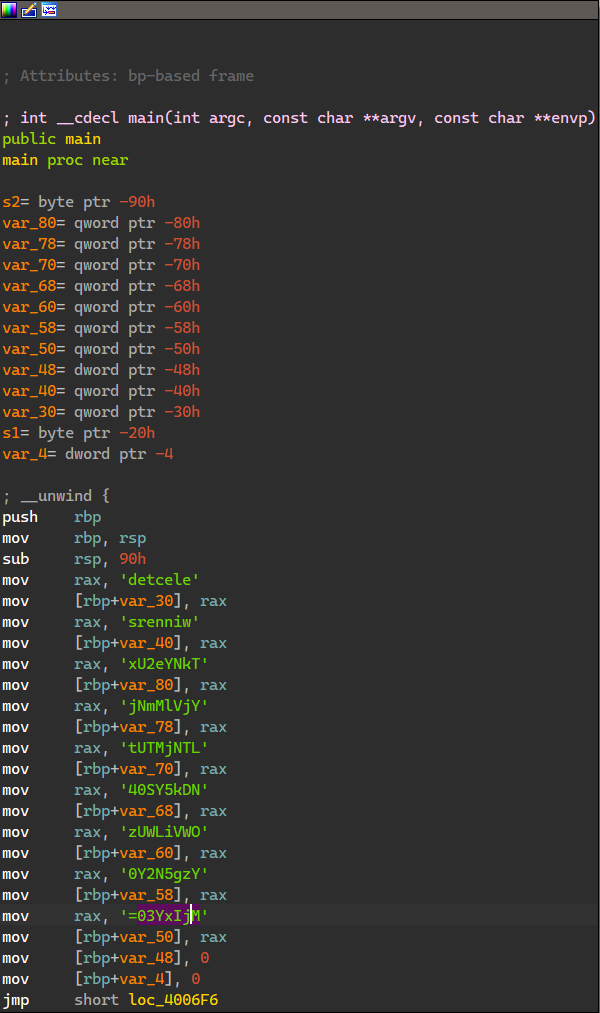 ; Attributes: bp-based frame
; int __cdecl main(int argc, const char **argv, const char **envp)
public main
main proc near
s2= byte ptr -90h
var_80= qword ptr -80h
var_78= qword ptr -78h
var_70= qword ptr -70h
var_68= qword ptr -68h
var_60= qword ptr -60h
var_58= qword ptr -58h
var_50= qword ptr -50h
var_48= dword ptr -48h
var_40= qword ptr -40h
var_30= qword ptr -30h
s1= byte ptr -20h
var_4= dword ptr -4
; __unwind {
push rbp
mov rbp, rsp
sub rsp, 90h
mov rax, 'detcele'
mov [rbp+var_30], rax
mov rax, 'srenniw'
mov [rbp+var_40], rax
mov rax, 'xU2eYNkT'
mov [rbp+var_80], rax
mov rax, 'jNmMlVjY'
mov [rbp+var_78], rax
mov rax, 'tUTMjNTL'
mov [rbp+var_70], rax
mov rax, '40SY5kDN'
mov [rbp+var_68], rax
mov rax, 'zUWLiVWO'
mov [rbp+var_60], rax
mov rax, '0Y2N5gzY'
mov [rbp+var_58], rax
mov rax, '=03YxIjM'
mov [rbp+var_50], rax
mov [rbp+var_48], 0
mov [rbp+var_4], 0
jmp short loc_4006F6